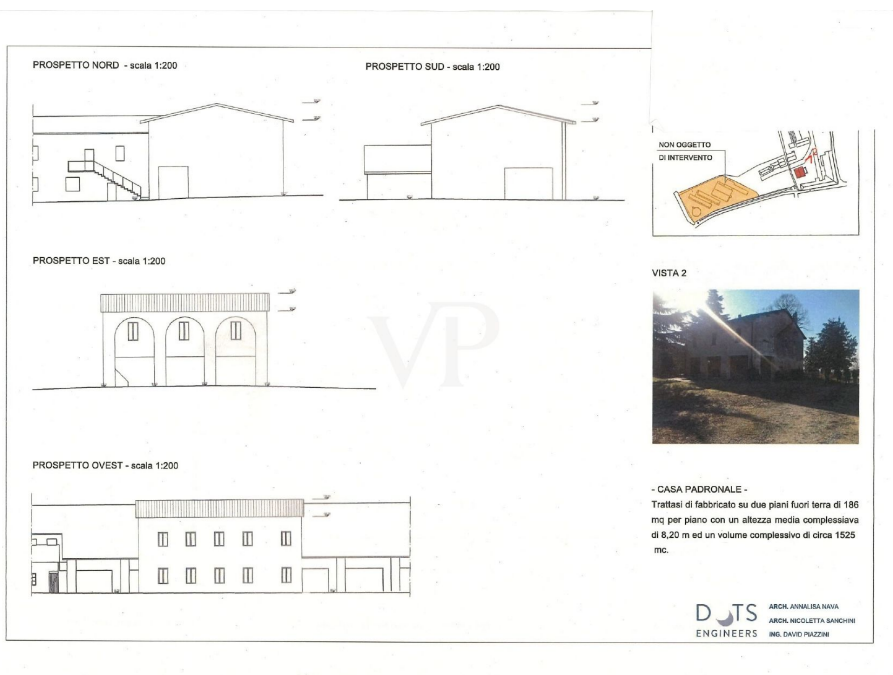 PROSPETTO NORD - scala 1:200
PROSPETTO SUD - scala 1:200
NON OGGETTO
DI INTERVENTO
PROSPETTO EST - scala 1:200
VISTA 2
VP
PROSPETTO OVEST - scala 1:200
- CASA PADRONALE -
Trattasi di fabbricato su due piani fuori terra di 186
mq per piano con un altezza media complessiava
di 8,20 m ed un volume complessivo di circa 1525
mc.
DOTS
ENGINEERS
ARCH. ANNALISA NAVA
ARCH. NICOLETTA SANCHINI
ING. DAVID PIAZZINI